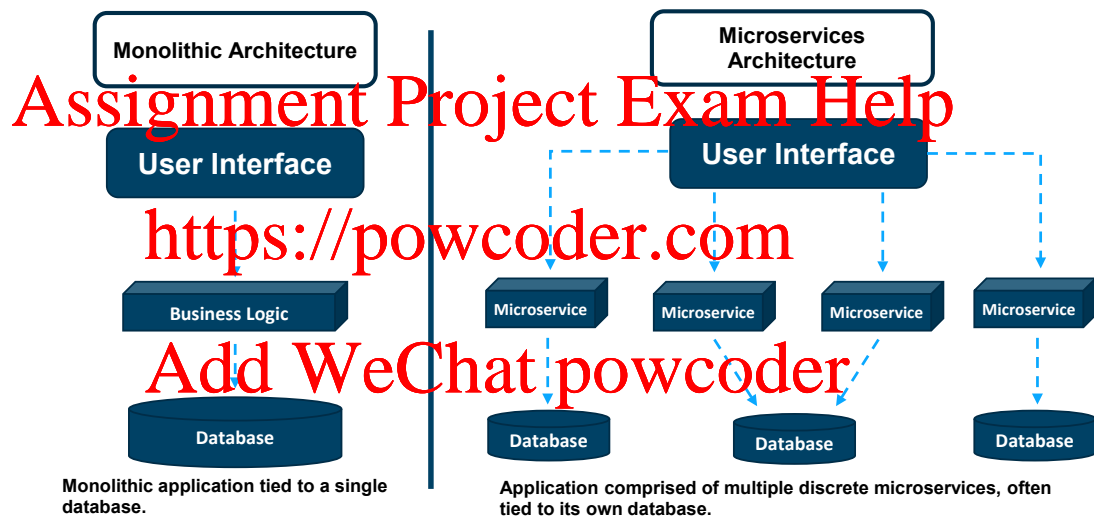 Monolithic Architecture
Microservices
Architecture
Assignment Project Exam Help
User Interface
User Interface
https://powcoder.com
Business Logic
Microservice
Microservice
Microservice
Microservice
Add WeChat powcoder
Database
Database
Database
Database
Monolithic application tied to a single
database.
Application comprised of multiple discrete microservices, often
tied to its own database.